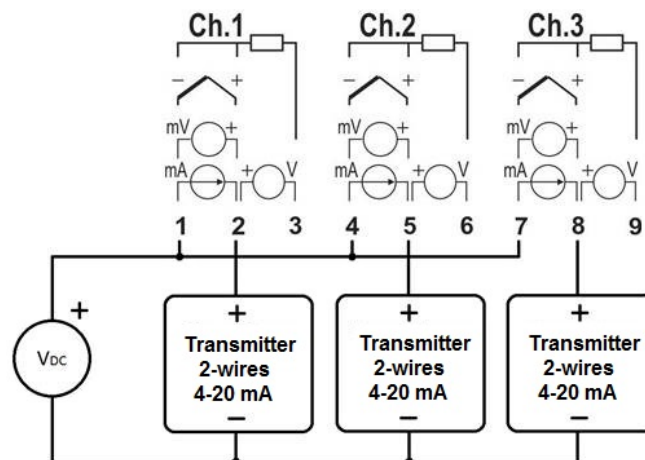 Ch.1 Ch.2 Ch.3
− + − + − +
mV + mV + mV +
mA + V mA + V mA + V
1 2 3 4 5 6 7 8 9
+
+ + +
VDC
Transmitter
2-wires
4-20 mA
−
Transmitter
2-wires
4-20 mA
−
Transmitter
2-wires
4-20 mA
−